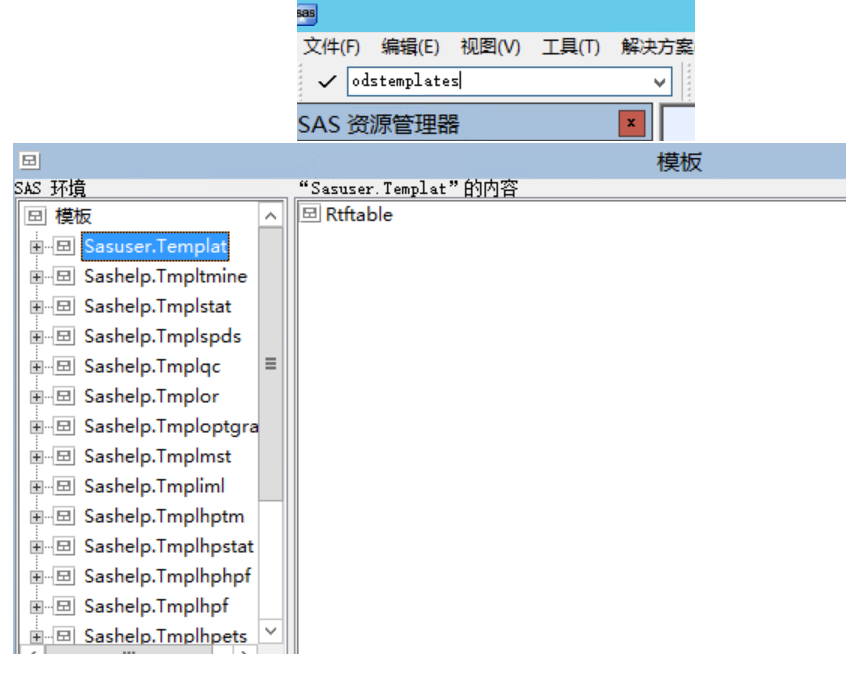 sas
文件(F) 编辑(E) 视图(V) 工具(T) 解决方案
odstemplates
SAS 资源管理器
模板
SAS 环境
“Sasuser.Templat”的内容
模板
Rtftable
Sasuser.Templat
Sashelp.Tmpltmine
Sashelp.Tmplstat
Sashelp.Tmplspds
Sashelp.Tmplqc
Sashelp.Tmplor
Sashelp.Tmploptgra
Sashelp.Tmplmst
Sashelp.Tmpliml
Sashelp.Tmplhptm
Sashelp.Tmplhpstat
Sashelp.Tmplhphpf
Sashelp.Tmplhpf
Sashelp.Tmplhpets